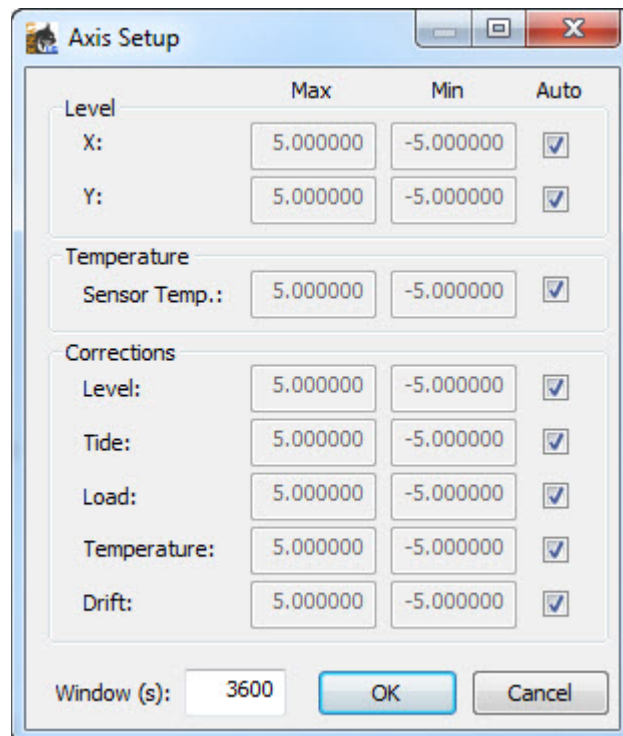 Axis Setup
Max Min Auto
Level
X: 5.000000 -5.000000
Y: 5.000000 -5.000000
Temperature
Sensor Temp.: 5.000000 -5.000000
Corrections
Level: 5.000000 -5.000000
Tide: 5.000000 -5.000000
Load: 5.000000 -5.000000
Temperature: 5.000000 -5.000000
Drift: 5.000000 -5.000000
Window (s): 3600 OK Cancel